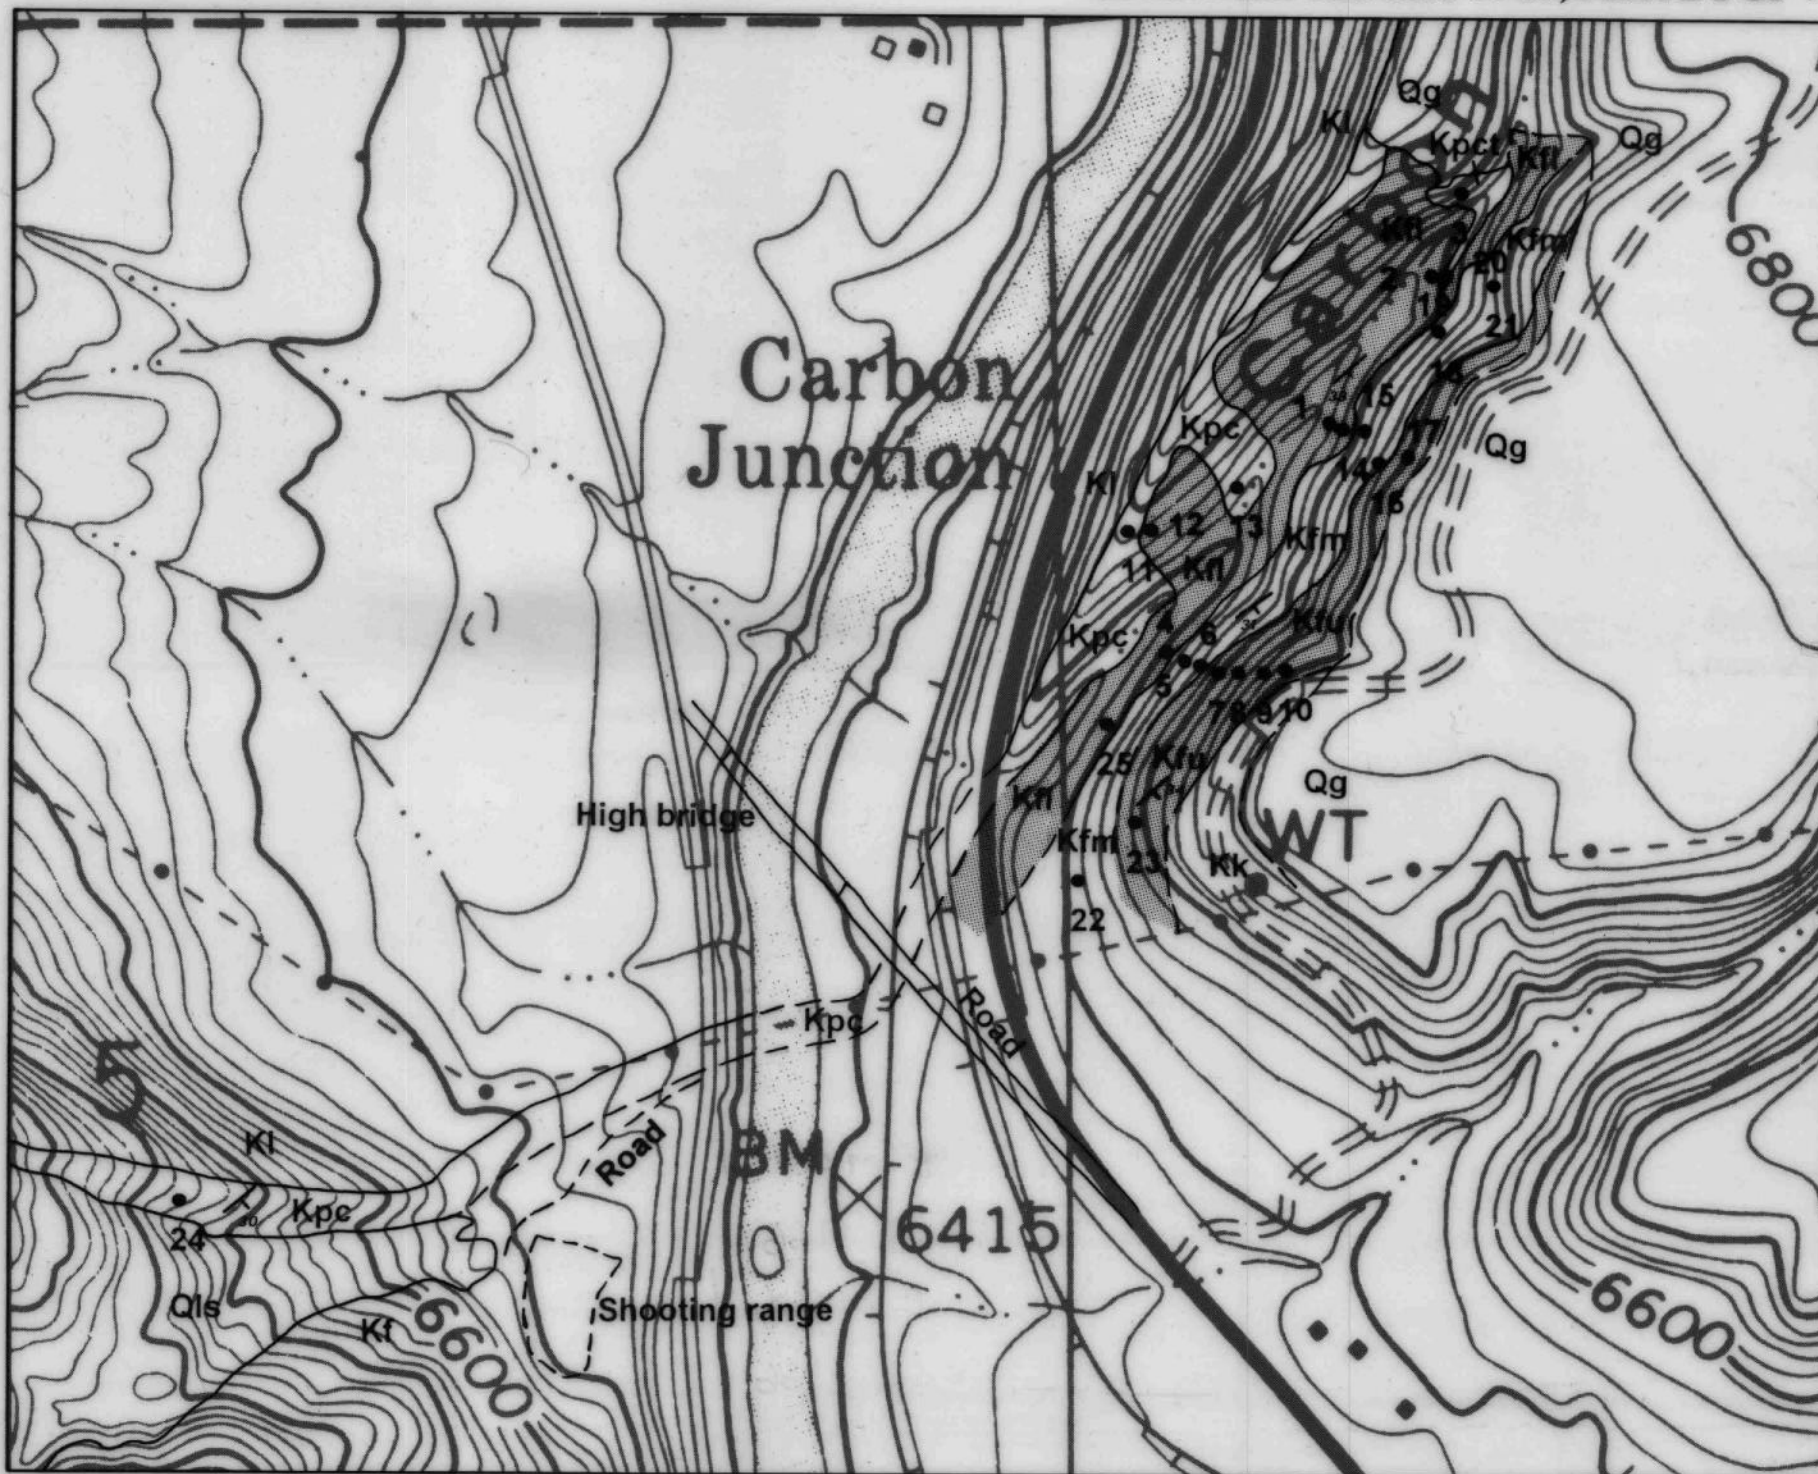 Qg
Kl
Kpct
Kfl
Qg
Carbon
Kfl
3
Kfm
20
2
6800
21
Carbon
Junction
1
15
Kpc
17
Qg
14
Kl
16
12
13
Kfm
11
Kfl
Kpc
4
6
Kfu
5
7
8
9
10
25
Kfu
Qg
Kfl
High bridge
WT
Kfm
23
Kk
22
Kpc
Road
5
Kl
Road
BM
Kpc
30
24
6415
Qls
Kf
6600
Shooting range
6600